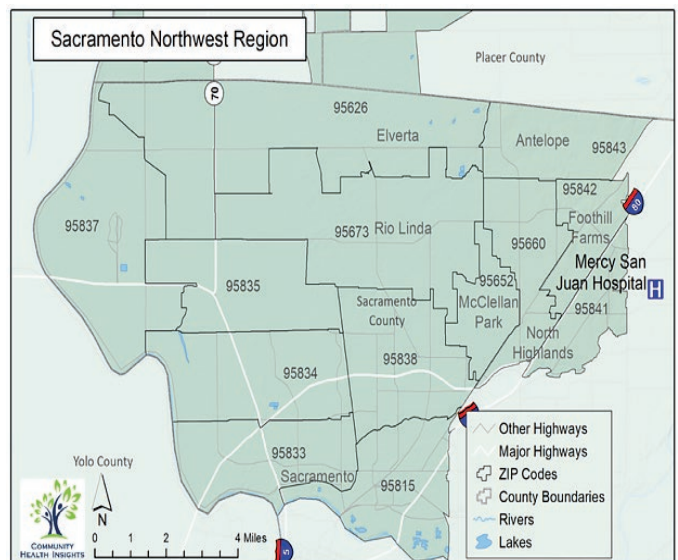 Sacramento Northwest Region
Placer County
70
95626
Elverta
Antelope
95843
95842
80
Foothill
Farms
95837
95673 Rio Linda
95660
Mercy San
Juan Hospital
H
95835
95652
95841
Sacramento
County
McClellan
Park
North
Highlands
95834
95838
95833
Sacramento
95815
Yolo County
N
0 1 2 4 Miles
5
COMMUNITY
HEALTH INSIGHTS
Other Highways
Major Highways
ZIP Codes
County Boundaries
Rivers
Lakes